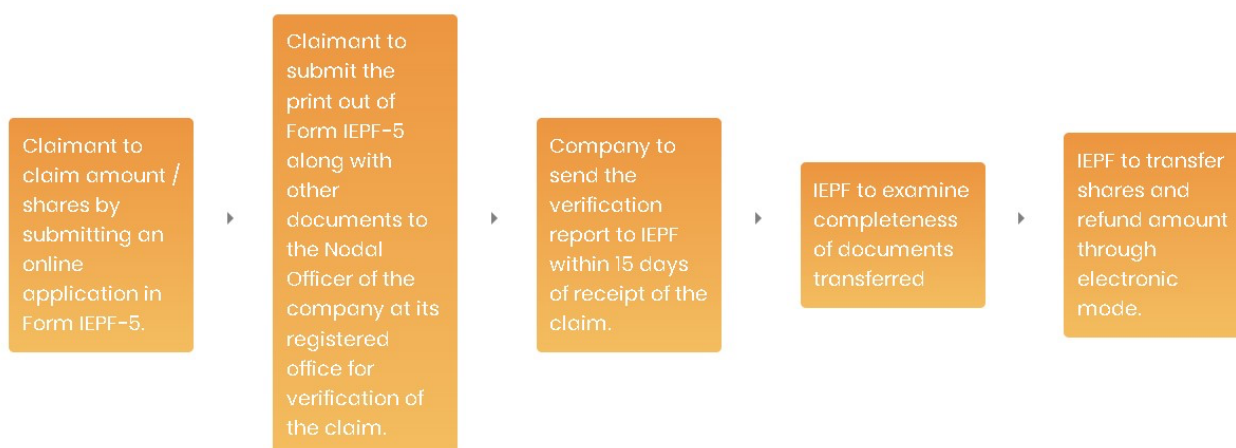 Claimant to
claim amount /
shares by
submitting an
online
application in
Form IEPF-5.
Claimant to
submit the
print out of
Form IEPF-5
along with
other
documents to
the Nodal
Officer of the
company at its
registered
office for
verification of
the claim.
Company to
send the
verification
report to IEPF
within 15 days
of receipt of the
claim.
IEPF to examine
completeness
of documents
transferred
IEPF to transfer
shares and
refund amount
through
electronic
mode.